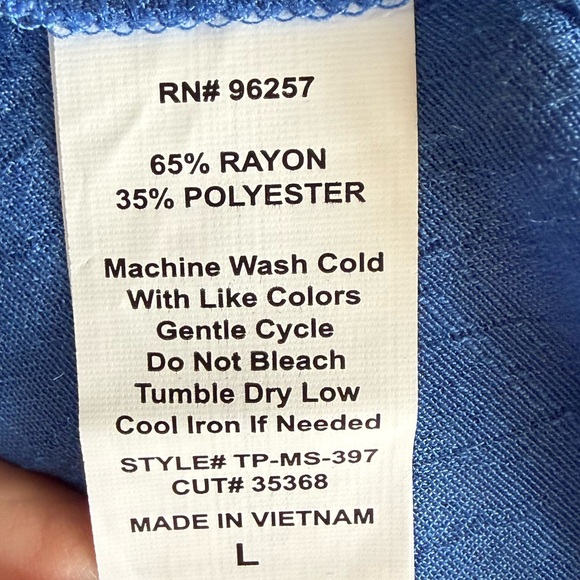 RN# 96257
65% RAYON
35% POLYESTER
Machine Wash Cold
With Like Colors
Gentle Cycle
Do Not Bleach
Tumble Dry Low
Cool Iron If Needed
STYLE# TP-MS-397
CUT# 35368
MADE IN VIETNAM
L